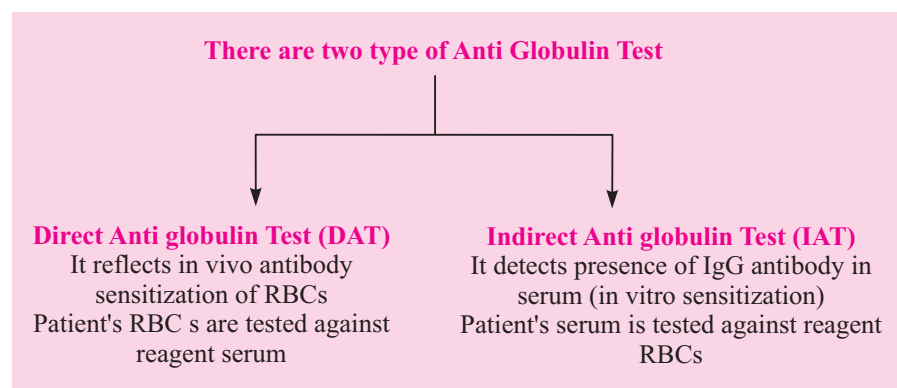 There are two type of Anti Globulin Test
Direct Anti globulin Test (DAT)
It reflects in vivo antibody
sensitization of RBCs
Patient's RBC s are tested against
reagent serum
Indirect Anti globulin Test (IAT)
It detects presence of IgG antibody in
serum (in vitro sensitization)
Patient's serum is tested against reagent
RBCs